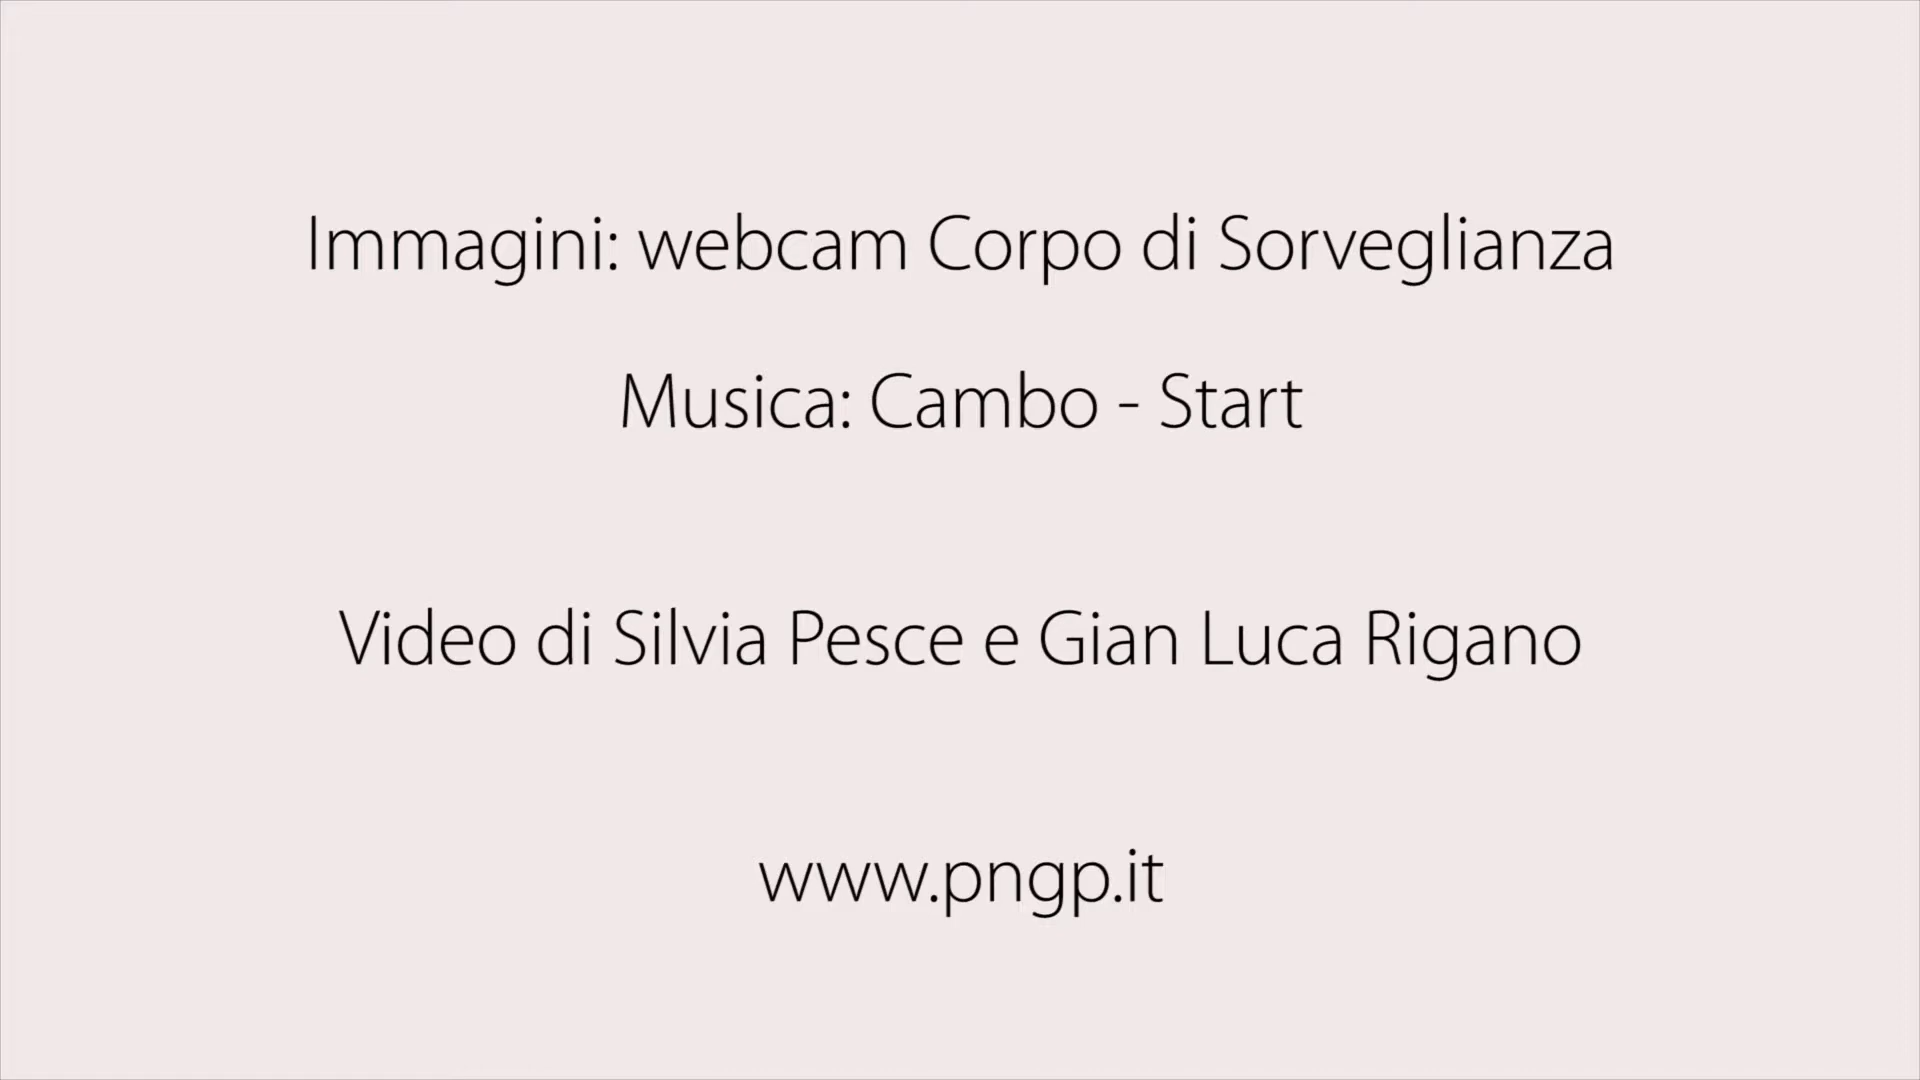 Immagini: webcam Corpo di Sorveglianza
Musica: Cambo - Start
Video di Silvia Pesce e Gian Luca Rigano
www.pngp.it